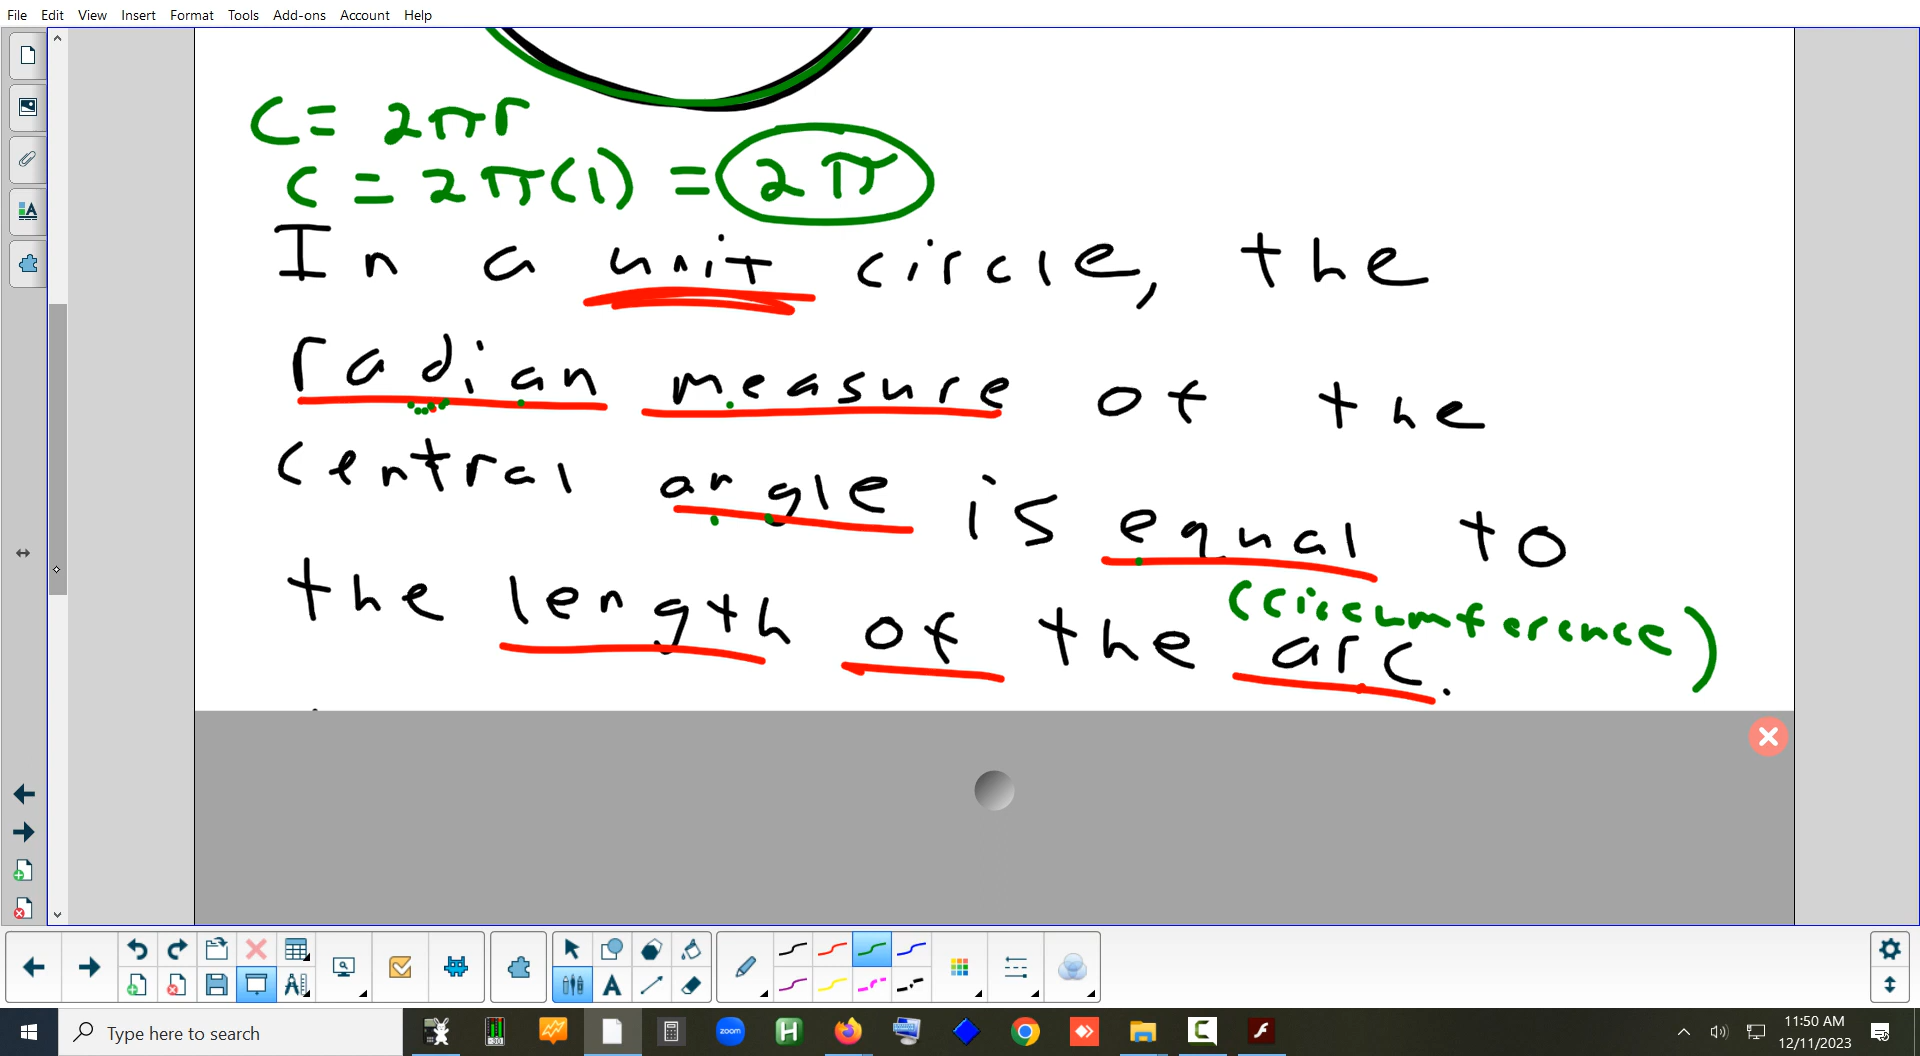 File Edit View Insert Format Tools Add-ons Account Help
C = 2πr
C = 2π(1) = 2π
In a unit circle, the
radian measure of the
central angle is equal to
(circumference)
the length of the arc.
Type here to search
zoom
11:50 AM
12/11/2023